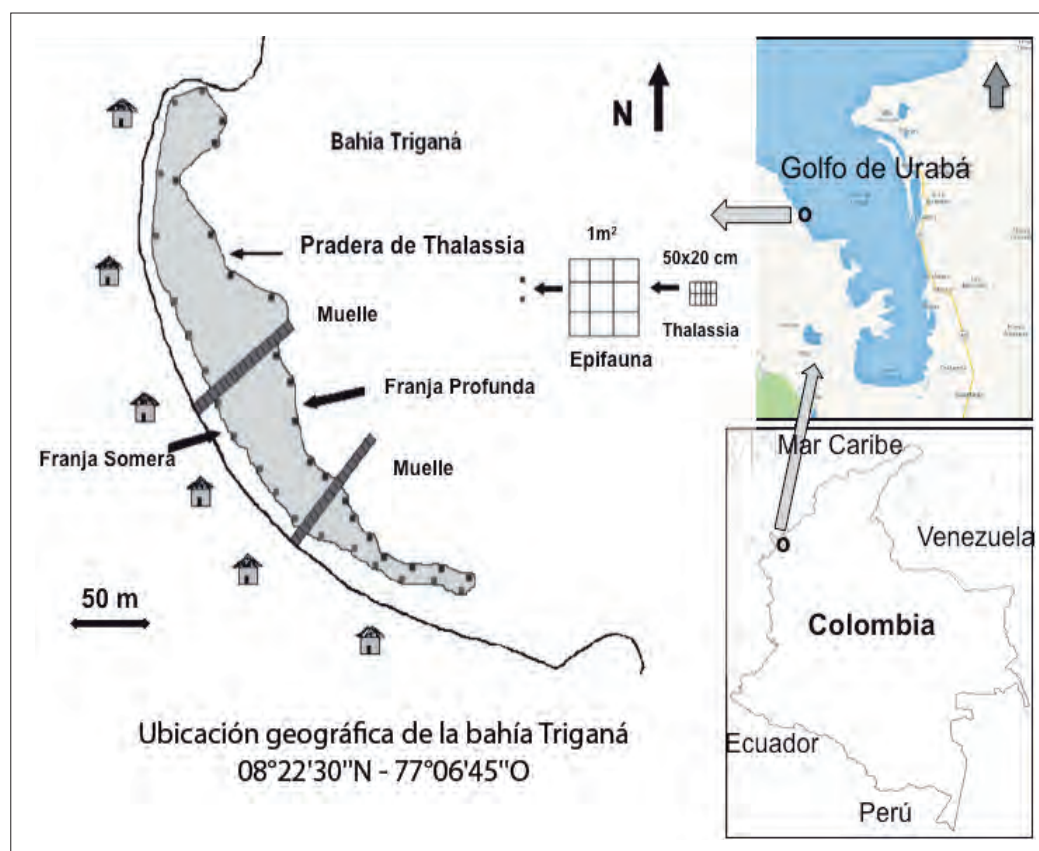 Bahía Triganá
N
Golfo de Urabá
Pradera de Thalassia
1m²
50x20 cm
Thalassia
Epifauna
Muelle
Franja Profunda
Franja Somera
Muelle
50 m
Mar Caribe
Venezuela
Colombia
Ecuador
Perú
Ubicación geográfica de la bahía Triganá
08°22'30"N - 77°06'45"O